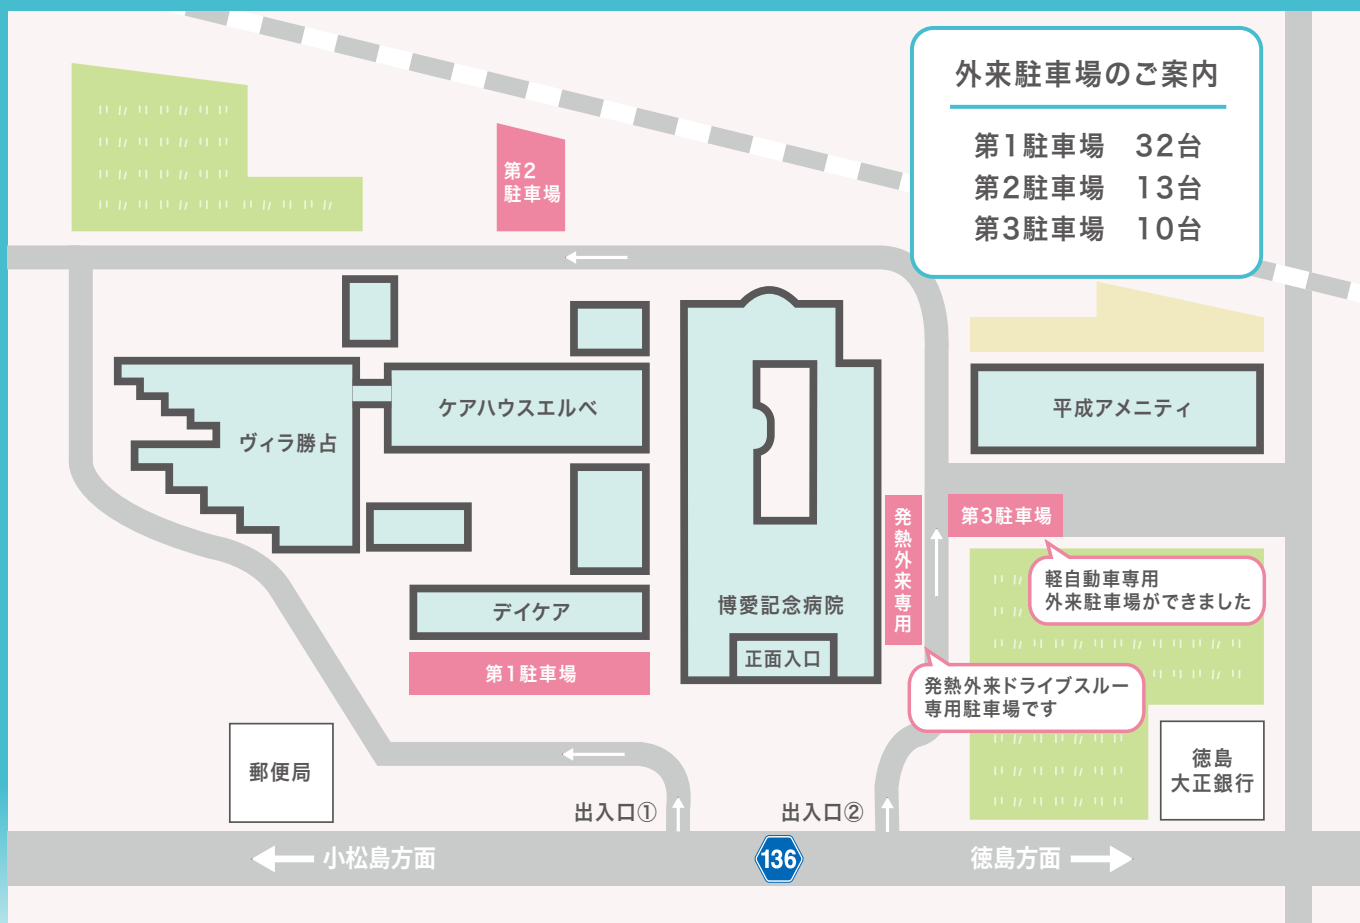 外来駐車場のご案内
第1駐車場 32台
第2駐車場 13台
第3駐車場 10台
第2
駐車場
ケアハウスエルベ
平成アメニティ
ヴィラ勝占
発熱外来専用
第3駐車場
軽自動車専用
外来駐車場ができました
デイケア
博愛記念病院
正面入口
第1駐車場
発熱外来ドライブスルー
専用駐車場です
郵便局
徳島
大正銀行
出入口①
出入口②
小松島方面
136
徳島方面